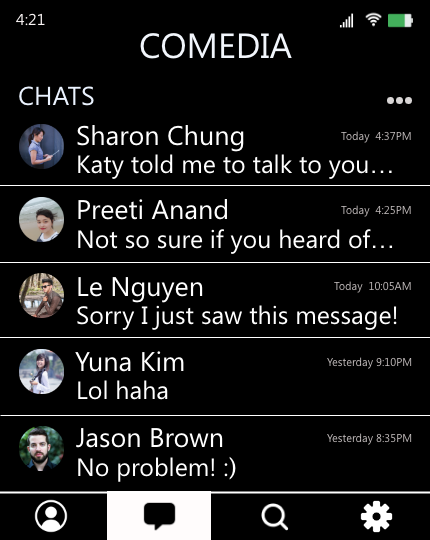 4:21
COMEDIA
CHATS
Sharon Chung
Today 4:37PM
Katy told me to talk to you...
Preeti Anand
Today 4:25PM
Not so sure if you heard of...
Le Nguyen
Today 10:05AM
Sorry I just saw this message!
Yuna Kim
Yesterday 9:10PM
Lol haha
Jason Brown
Yesterday 8:35PM
No problem! :)